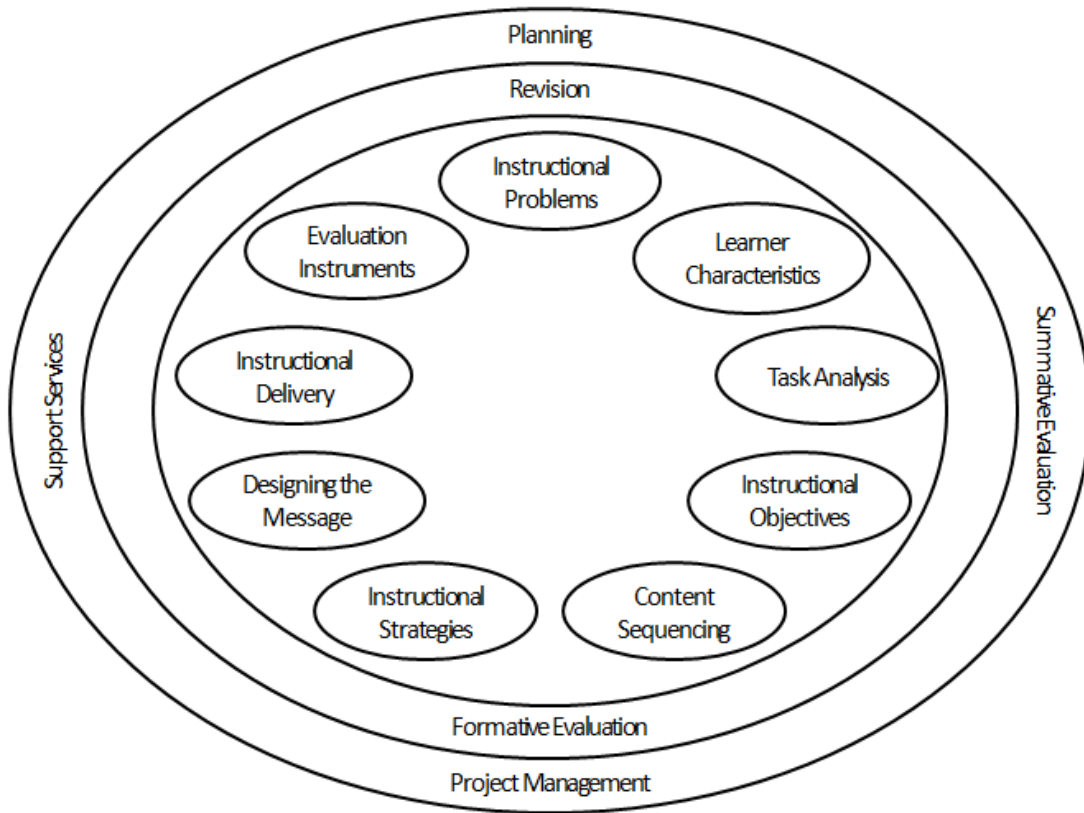 Planning
Revision
Instructional
Problems
Evaluation
Instruments
Learner
Characteristics
Instructional
Delivery
Task Analysis
Support Services
Summative Evaluation
Designing the
Message
Instructional
Objectives
Instructional
Strategies
Content
Sequencing
Formative Evaluation
Project Management